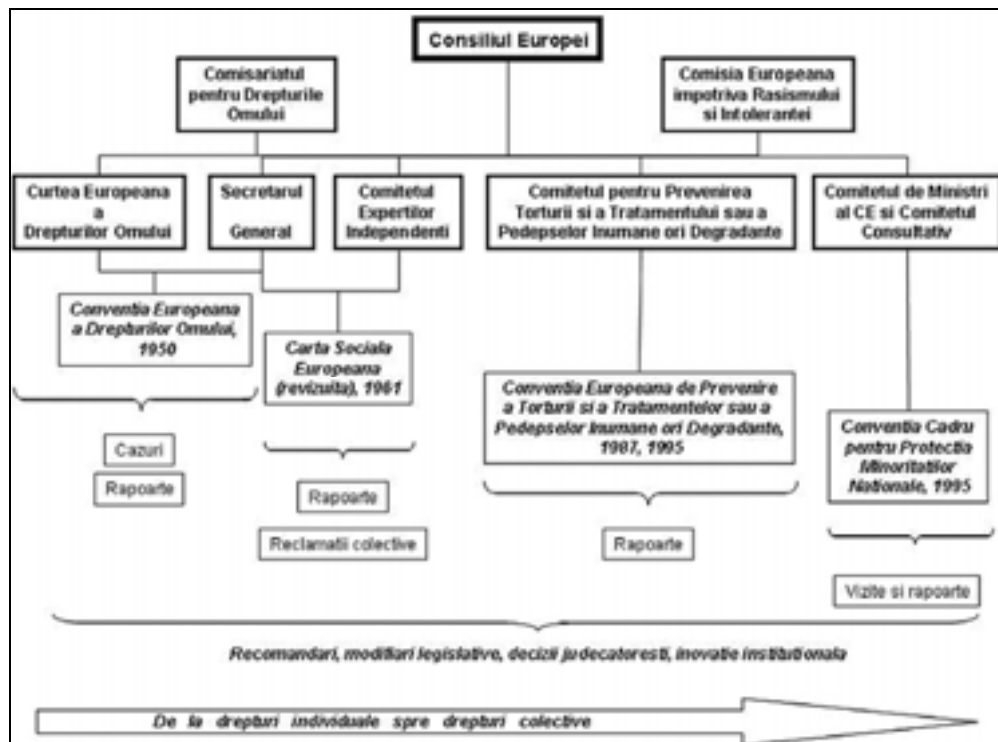 Consiliul Europei
Comisariatul
pentru Drepturile
Omului
Comisia Europeana
impotriva Rasismului
si Intolerantei
Curtea Europeana
a
Drepturilor Omului
Secretarul
General
Comitetul
Expertilor
Independenti
Comitetul pentru Prevenirea
Torturii si a Tratamentului sau a
Pedepselor Inumane ori Degradante
Comitetul de Ministri
al CE si Comitetul
Consultativ
Conventia Europeana
a Drepturilor Omului,
1950
Carta Sociala
Europeana
(revizuita), 1961
Conventia Europeana de Prevenire
a Torturii si a Tratamentelor sau a
Pedepselor Inumane ori Degradante,
1987, 1995
Conventia Cadru
pentru Protectia
Minoritatilor
Nationale, 1995
Cazuri
Rapoarte
Rapoarte
Reclamatii colective
Rapoarte
Vizite si rapoarte
Recomandari, modifiari legislative, decizii judecatoresti, inovatie institutionala
De la drepturi individuale spre drepturi colective